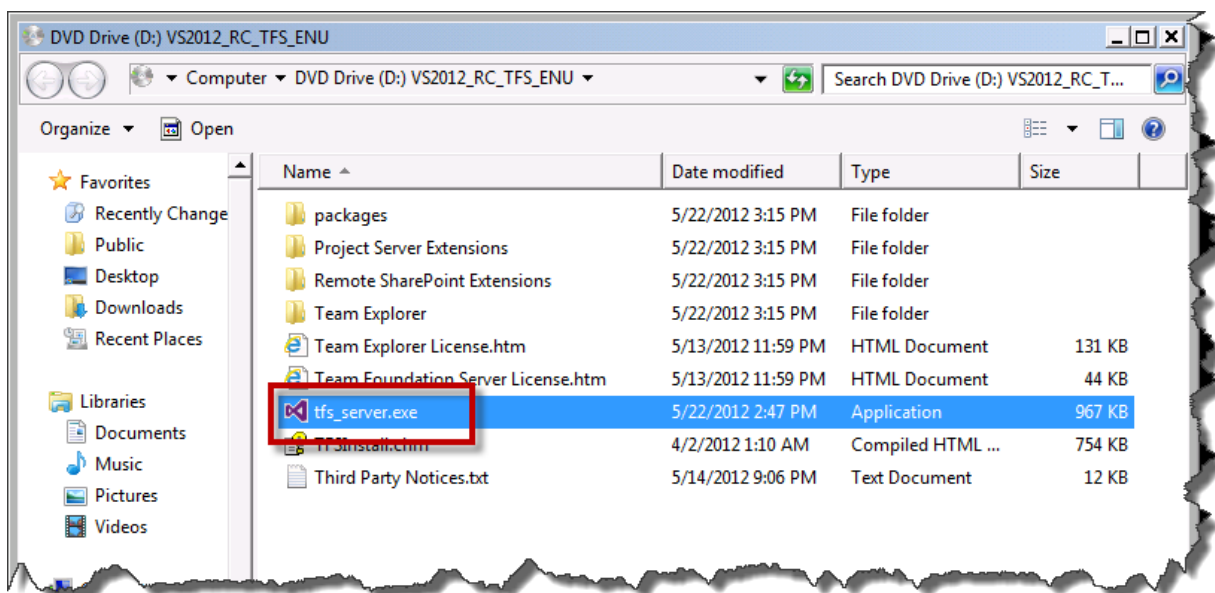 DVD Drive (D:) VS2012_RC_TFS_ENU
Computer DVD Drive (D:) VS2012_RC_TFS_ENU Search DVD Drive (D:) VS2012_RC_T...
Organize Open
Name Date modified Type Size
Favorites
Recently Change
Public
Desktop
Downloads
Recent Places
Libraries
Documents
Music
Pictures
Videos
packages 5/22/2012 3:15 PM File folder
Project Server Extensions 5/22/2012 3:15 PM File folder
Remote SharePoint Extensions 5/22/2012 3:15 PM File folder
Team Explorer 5/22/2012 3:15 PM File folder
Team Explorer License.htm 5/13/2012 11:59 PM HTML Document 131 KB
Team Foundation Server License.htm 5/13/2012 11:59 PM HTML Document 44 KB
tfs_server.exe 5/22/2012 2:47 PM Application 967 KB
TFSInstall.chm 4/2/2012 1:10 AM Compiled HTML ... 754 KB
Third Party Notices.txt 5/14/2012 9:06 PM Text Document 12 KB